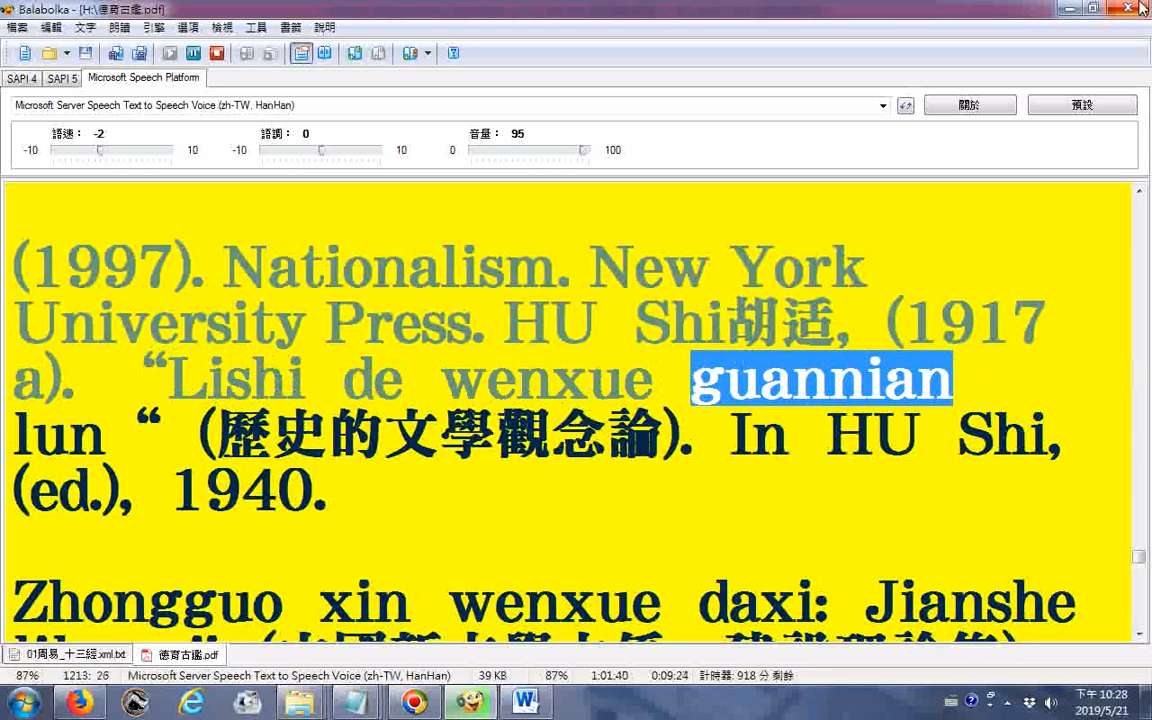 Balabolka - [H:\德育古鑑.pdf]
檔案 編輯 文字 朗讀 引擎 選項 檢視 工具 書籤 說明
SAPI 4 SAPI 5 Microsoft Speech Platform
Microsoft Server Speech Text to Speech Voice (zh-TW, HanHan) 關於 預設
語速： -2 語調： 0 音量： 95
-10 10 -10 10 0 100
(1997). Nationalism. New York
University Press. HU Shi胡适, (1917
a). “Lishi de wenxue guannian
lun “ (歷史的文學觀念論). In HU Shi,
(ed.), 1940.
Zhongguo xin wenxue daxi: Jianshe
01周易_十三經.xml.txt 德育古鑑.pdf
87% 1213: 26 Microsoft Server Speech Text to Speech Voice (zh-TW, HanHan) 39 KB 87% 1:01:40 0:09:24 計時器: 918 分 剩餘
下午 10:28
2019/5/21